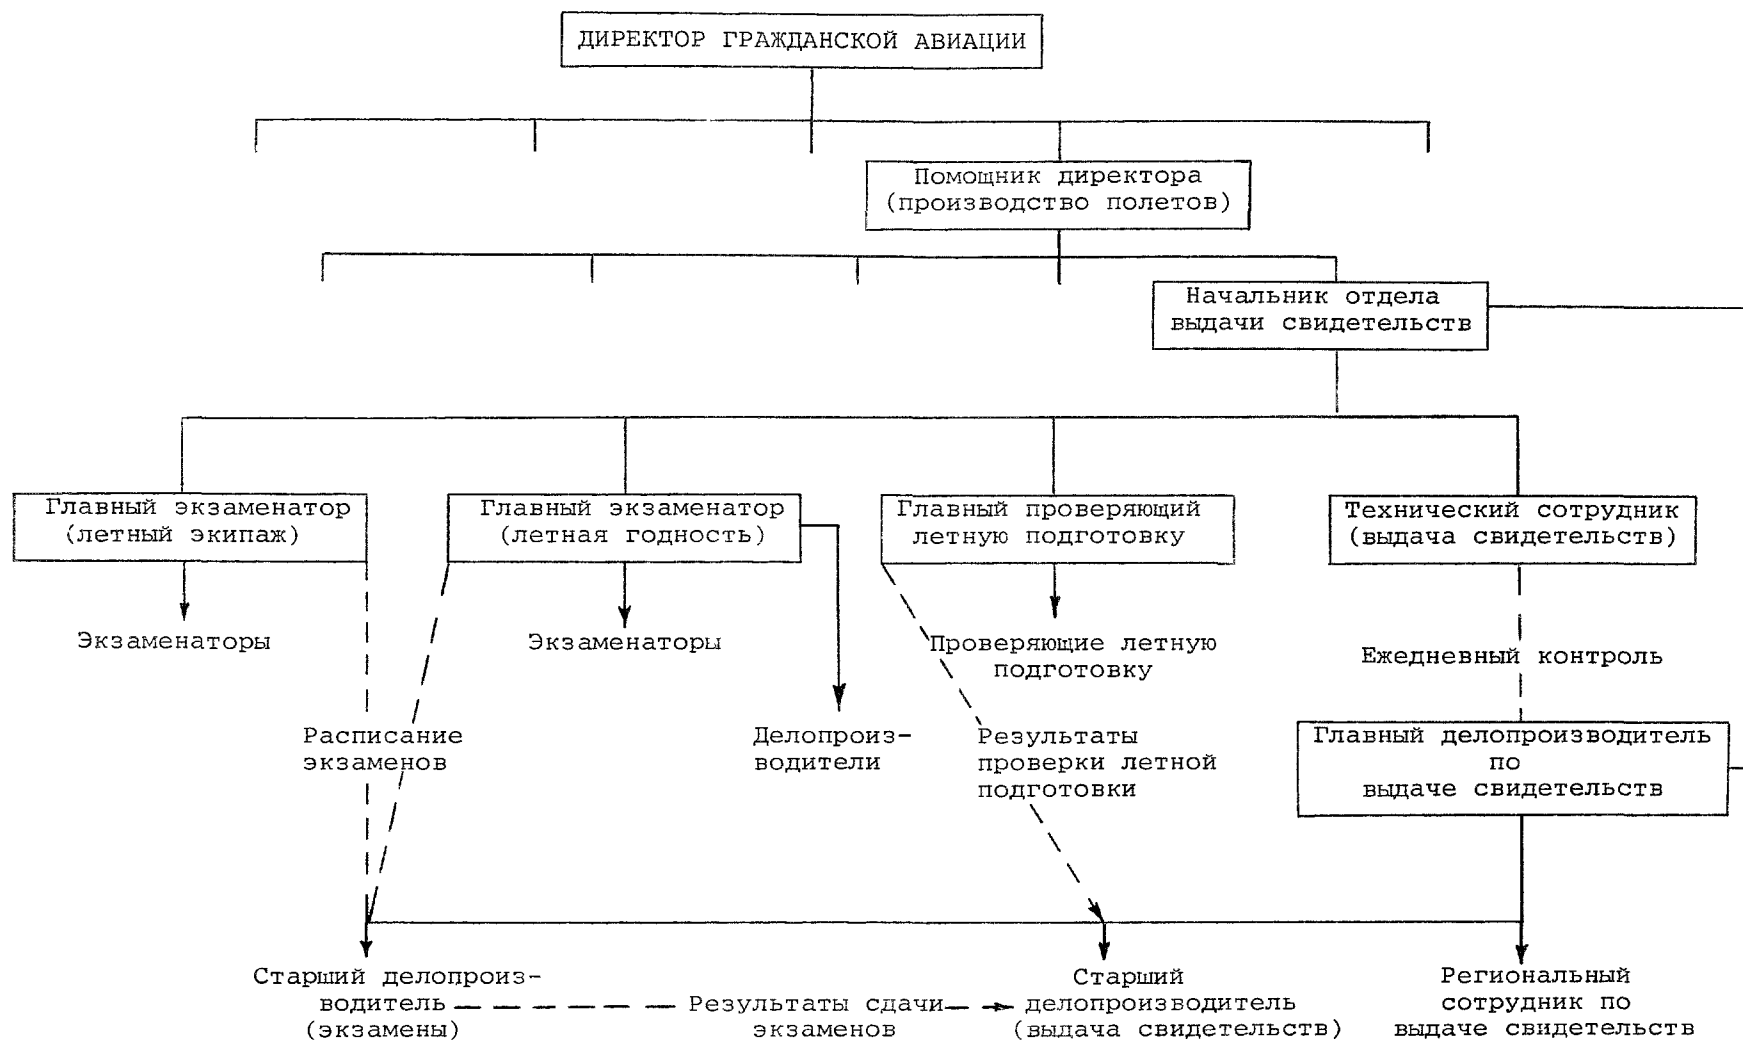 ДИРЕКТОР ГРАЖДАНСКОЙ АВИАЦИИ
Помощник директора
(производство полетов)
Начальник отдела
выдачи свидетельств
Главный экзаменатор
(летный экипаж)
Главный экзаменатор
(летная годность)
Главный проверяющий
летную подготовку
Технический сотрудник
(выдача свидетельств)
Экзаменаторы
Экзаменаторы
Проверяющие летную
подготовку
Ежедневный контроль
Расписание
экзаменов
Делопроиз-
водители
Результаты
проверки летной
подготовки
Главный делопроизводитель
по
выдаче свидетельств
Старший делопроиз-
водитель
(экзамены)
Результаты сдачи
экзаменов
Старший
делопроизводитель
(выдача свидетельств)
Региональный
сотрудник по
выдаче свидетельств